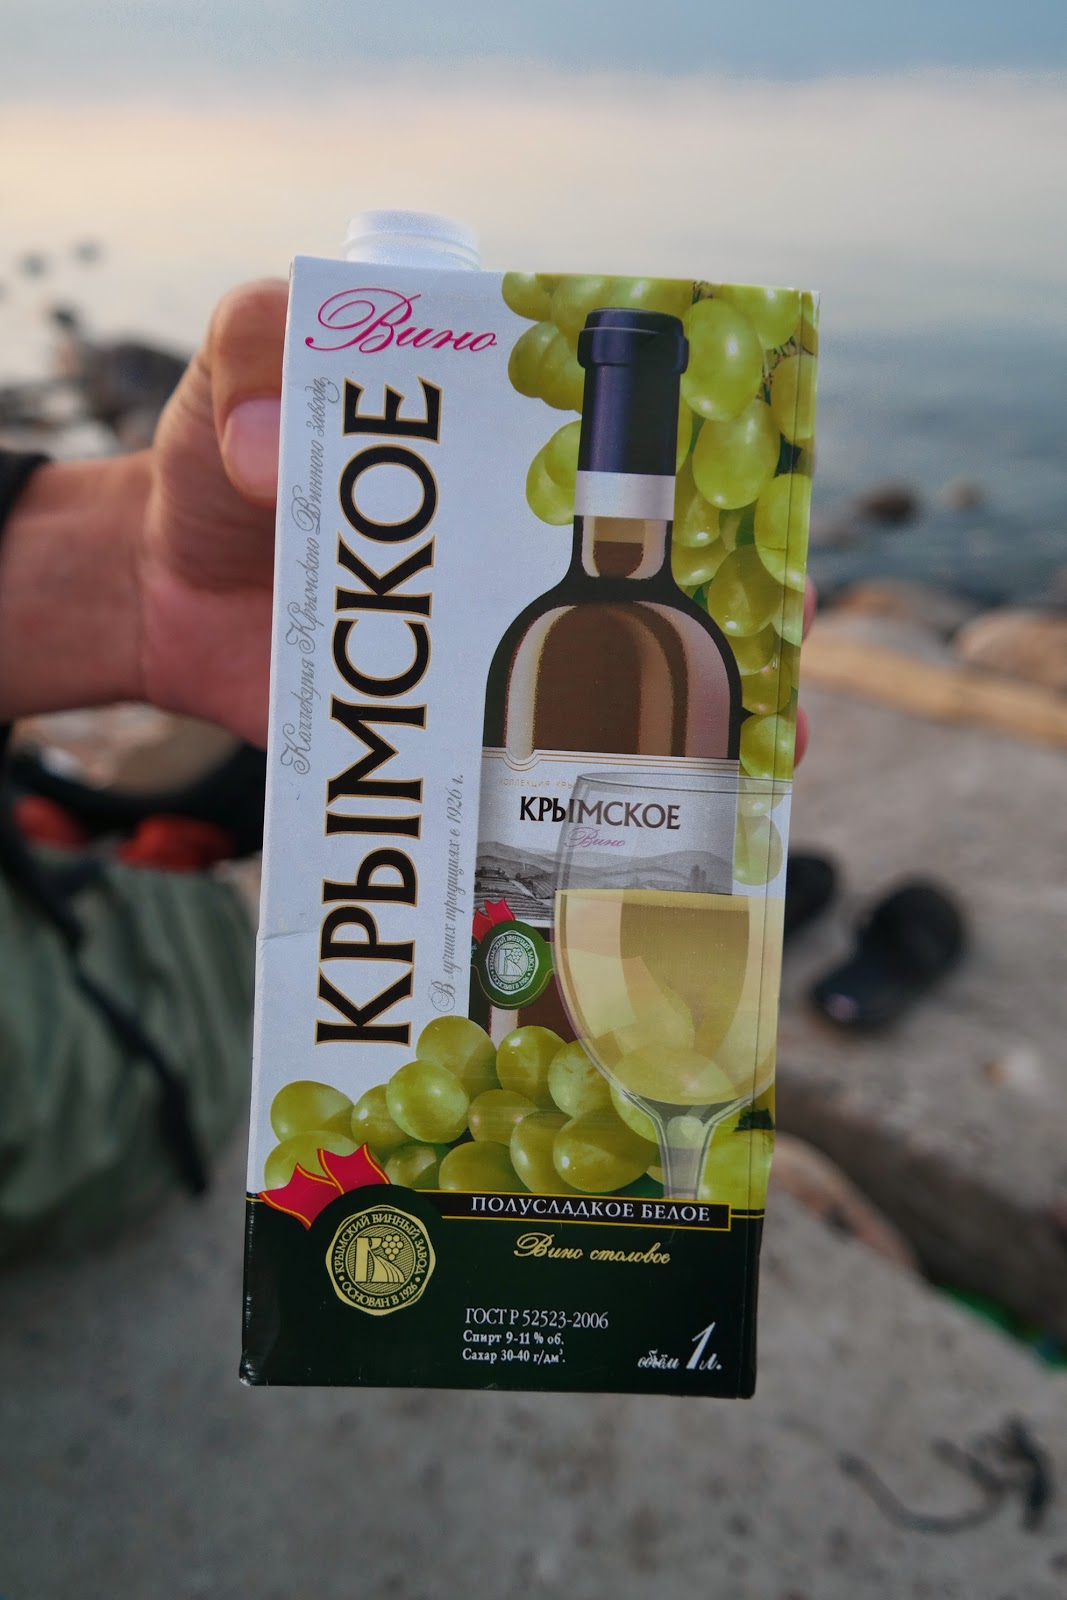 Вино
КРЫМСКОЕ
Коллекция Крымского Винного завода
В лучших традициях с 1926 г.
КОЛЛЕКЦИЯ
КРЫМСКОЕ
Вино
ПОЛУСЛАДКОЕ БЕЛОЕ
Вино столовое
КРЫМСКИЙ ВИННЫЙ ЗАВОД
ОСНОВАН В 1926
ГОСТ Р 52523-2006
Спирт 9-11 % об.
Сахар 30-40 г/дм³.
объём 1 л.